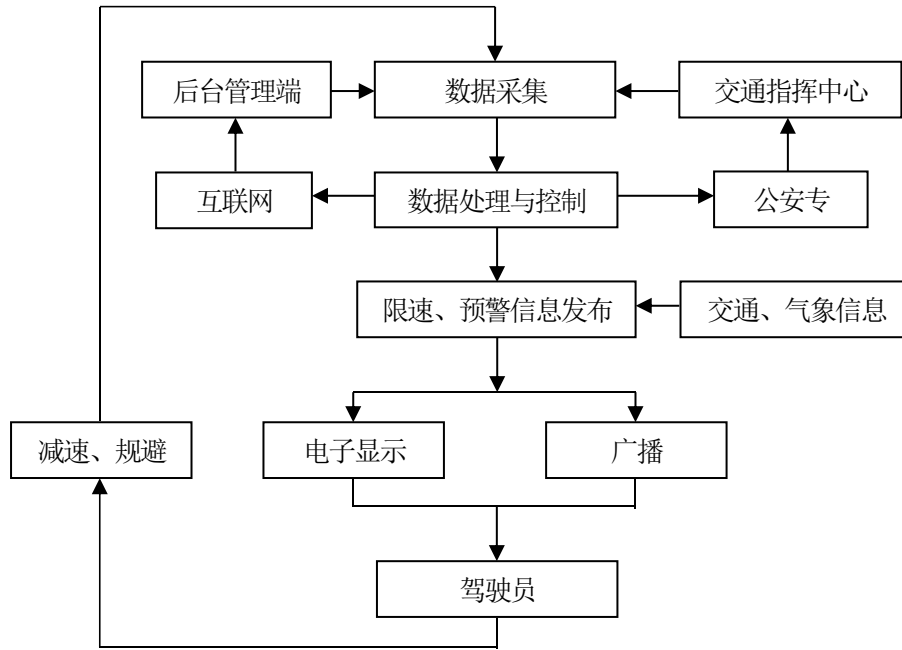 后台管理端
数据采集
交通指挥中心
互联网
数据处理与控制
公安专
限速、预警信息发布
交通、气象信息
减速、规避
电子显示
广播
驾驶员